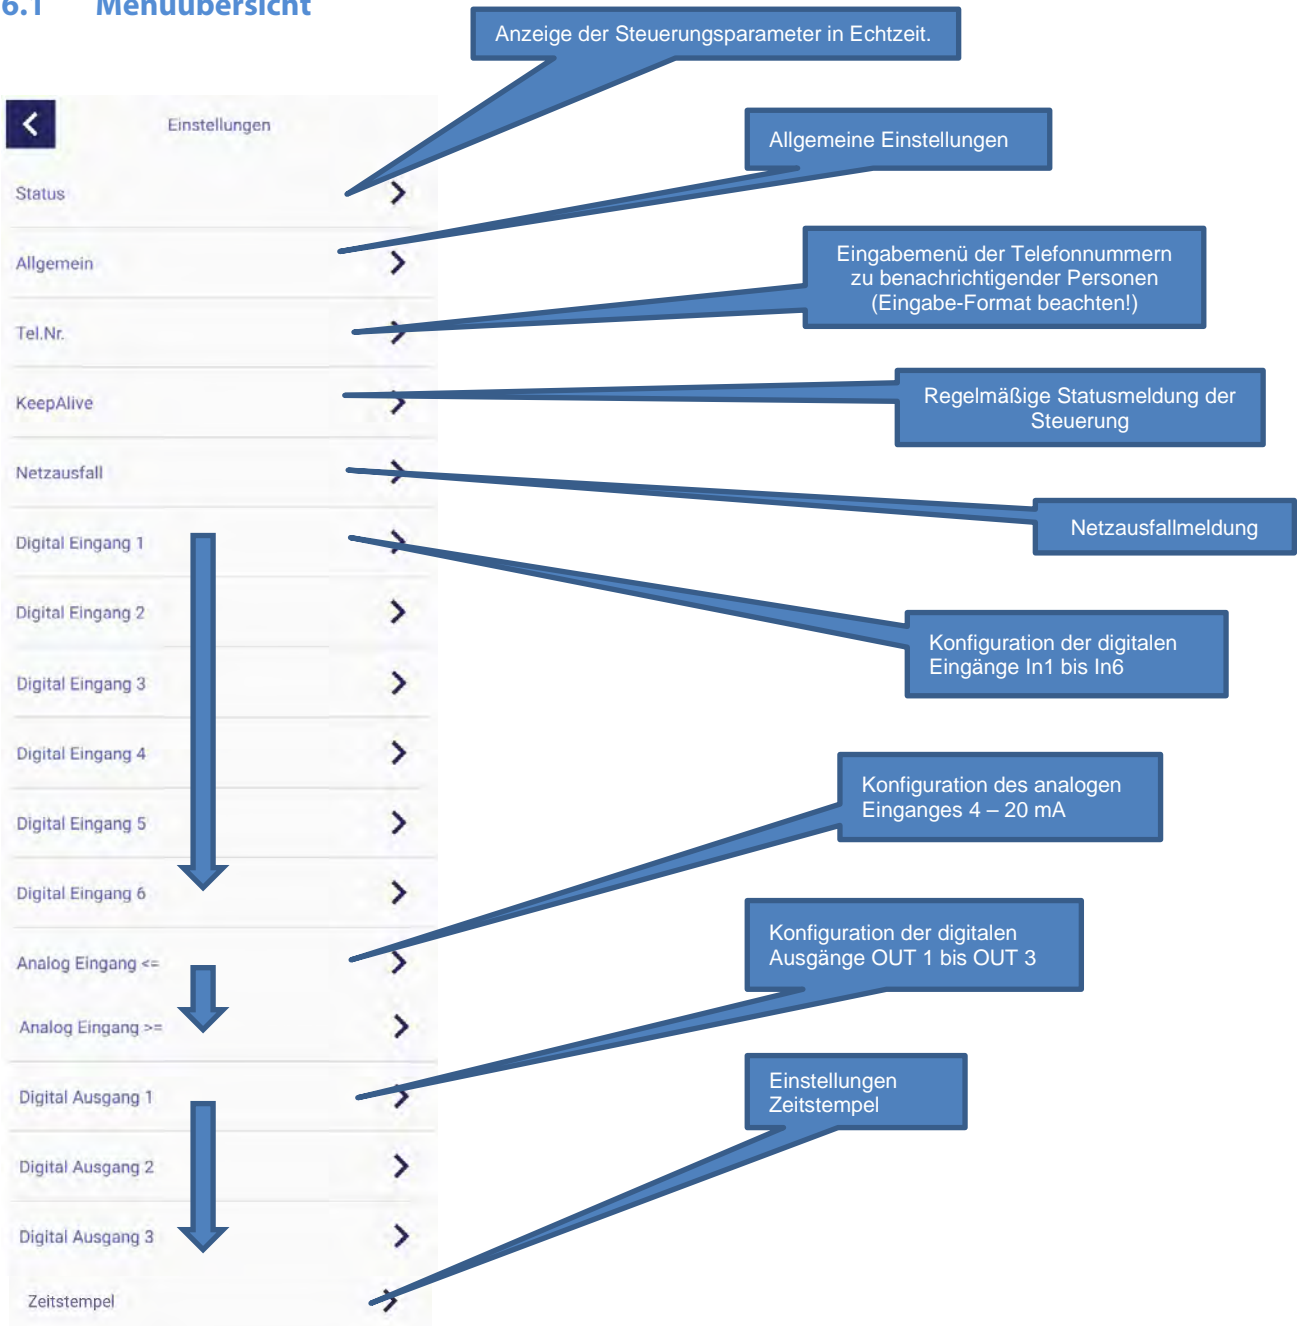 6.1 Menüübersicht
Anzeige der Steuerungsparameter in Echtzeit.
Einstellungen
Allgemeine Einstellungen
Status
Allgemein
Eingabemenü der Telefonnummern
zu benachrichtigender Personen
(Eingabe-Format beachten!)
Tel.Nr.
KeepAlive
Regelmäßige Statusmeldung der
Steuerung
Netzausfall
Netzausfallmeldung
Digital Eingang 1
Digital Eingang 2
Konfiguration der digitalen
Eingänge In1 bis In6
Digital Eingang 3
Digital Eingang 4
Konfiguration des analogen
Einganges 4 – 20 mA
Digital Eingang 5
Digital Eingang 6
Konfiguration der digitalen
Ausgänge OUT 1 bis OUT 3
Analog Eingang <=
Analog Eingang >=
Digital Ausgang 1
Einstellungen
Zeitstempel
Digital Ausgang 2
Digital Ausgang 3
Zeitstempel